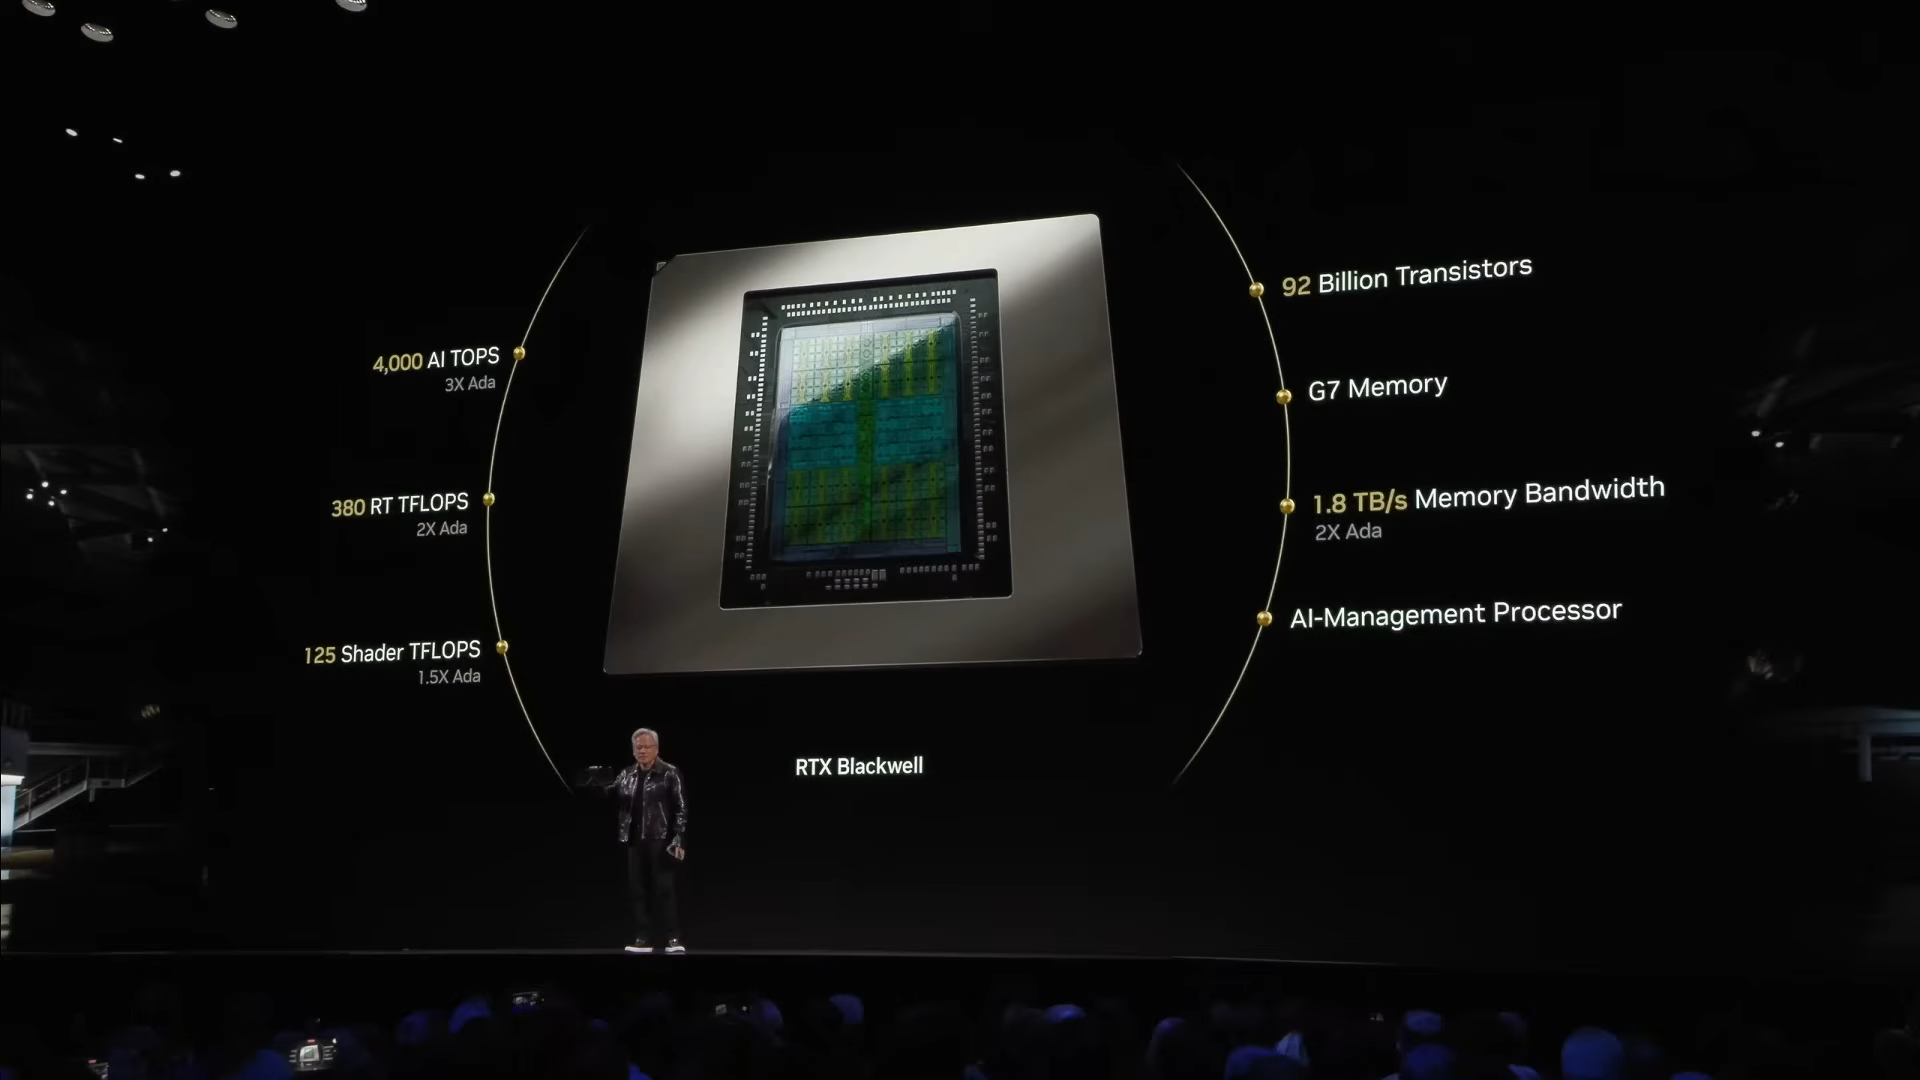 4,000 AI TOPS
3X Ada
380 RT TFLOPS
2X Ada
125 Shader TFLOPS
1.5X Ada
92 Billion Transistors
G7 Memory
1.8 TB/s Memory Bandwidth
2X Ada
AI-Management Processor
RTX Blackwell